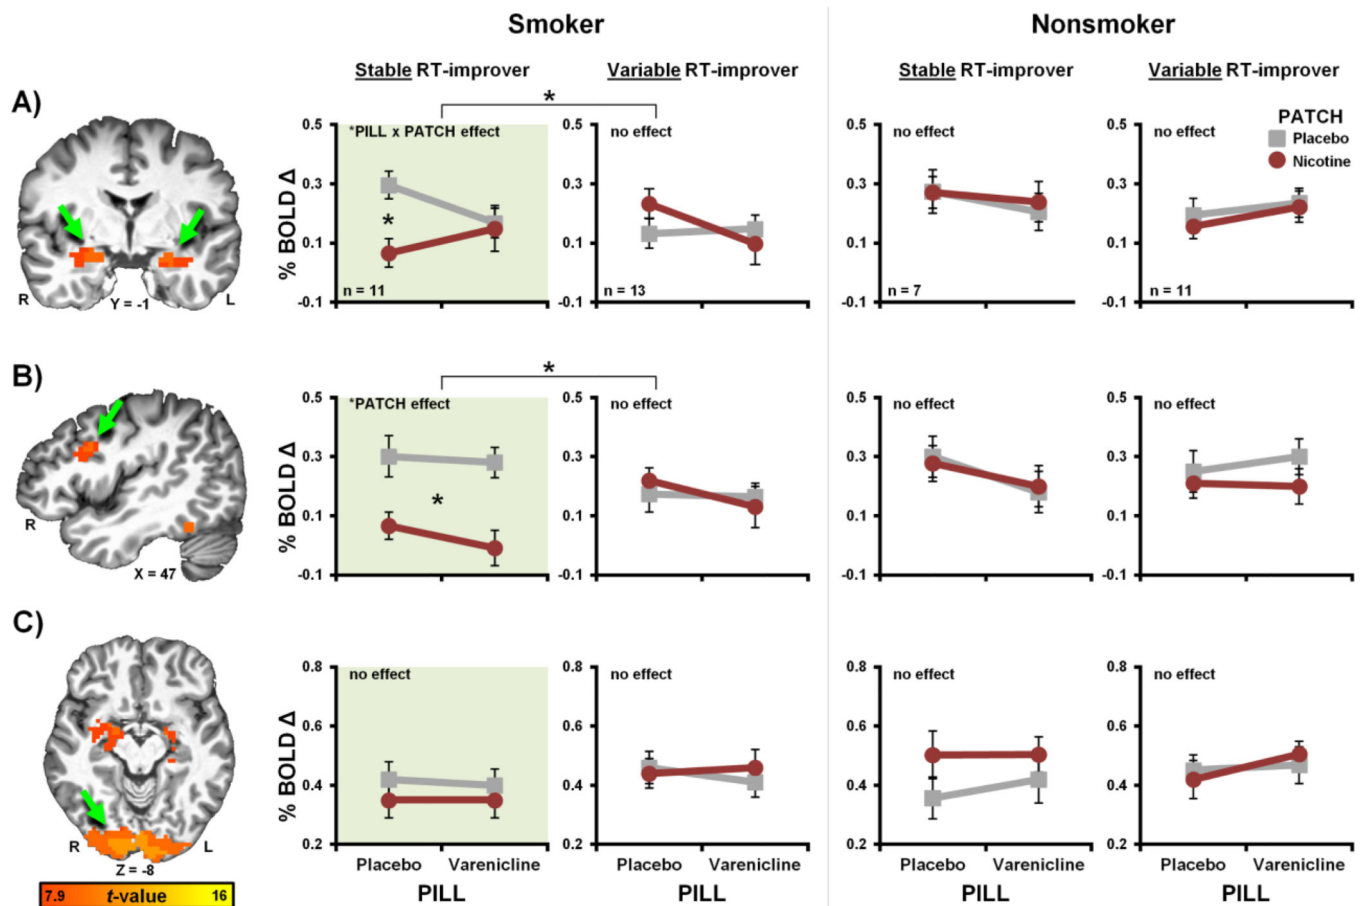 Smoker
Nonsmoker
Stable RT-improver
Variable RT-improver
Stable RT-improver
Variable RT-improver
A)
*
% BOLD Δ
0.5
0.3
0.1
-0.1
*PILL x PATCH effect
*
n = 11
0.5
0.3
0.1
-0.1
no effect
n = 13
0.5
0.3
0.1
-0.1
no effect
n = 7
0.5
0.3
0.1
-0.1
no effect
n = 11
PATCH
Placebo
Nicotine
R
Y = -1
L
B)
*
% BOLD Δ
0.5
0.3
0.1
-0.1
*PATCH effect
*
0.5
0.3
0.1
-0.1
no effect
0.5
0.3
0.1
-0.1
no effect
0.5
0.3
0.1
-0.1
no effect
R
X = 47
C)
% BOLD Δ
0.8
0.6
0.4
0.2
no effect
0.8
0.6
0.4
0.2
no effect
0.8
0.6
0.4
0.2
no effect
0.8
0.6
0.4
0.2
no effect
R
L
Z = -8
7.9 t-value 16
Placebo Varenicline
PILL
Placebo Varenicline
PILL
Placebo Varenicline
PILL
Placebo Varenicline
PILL